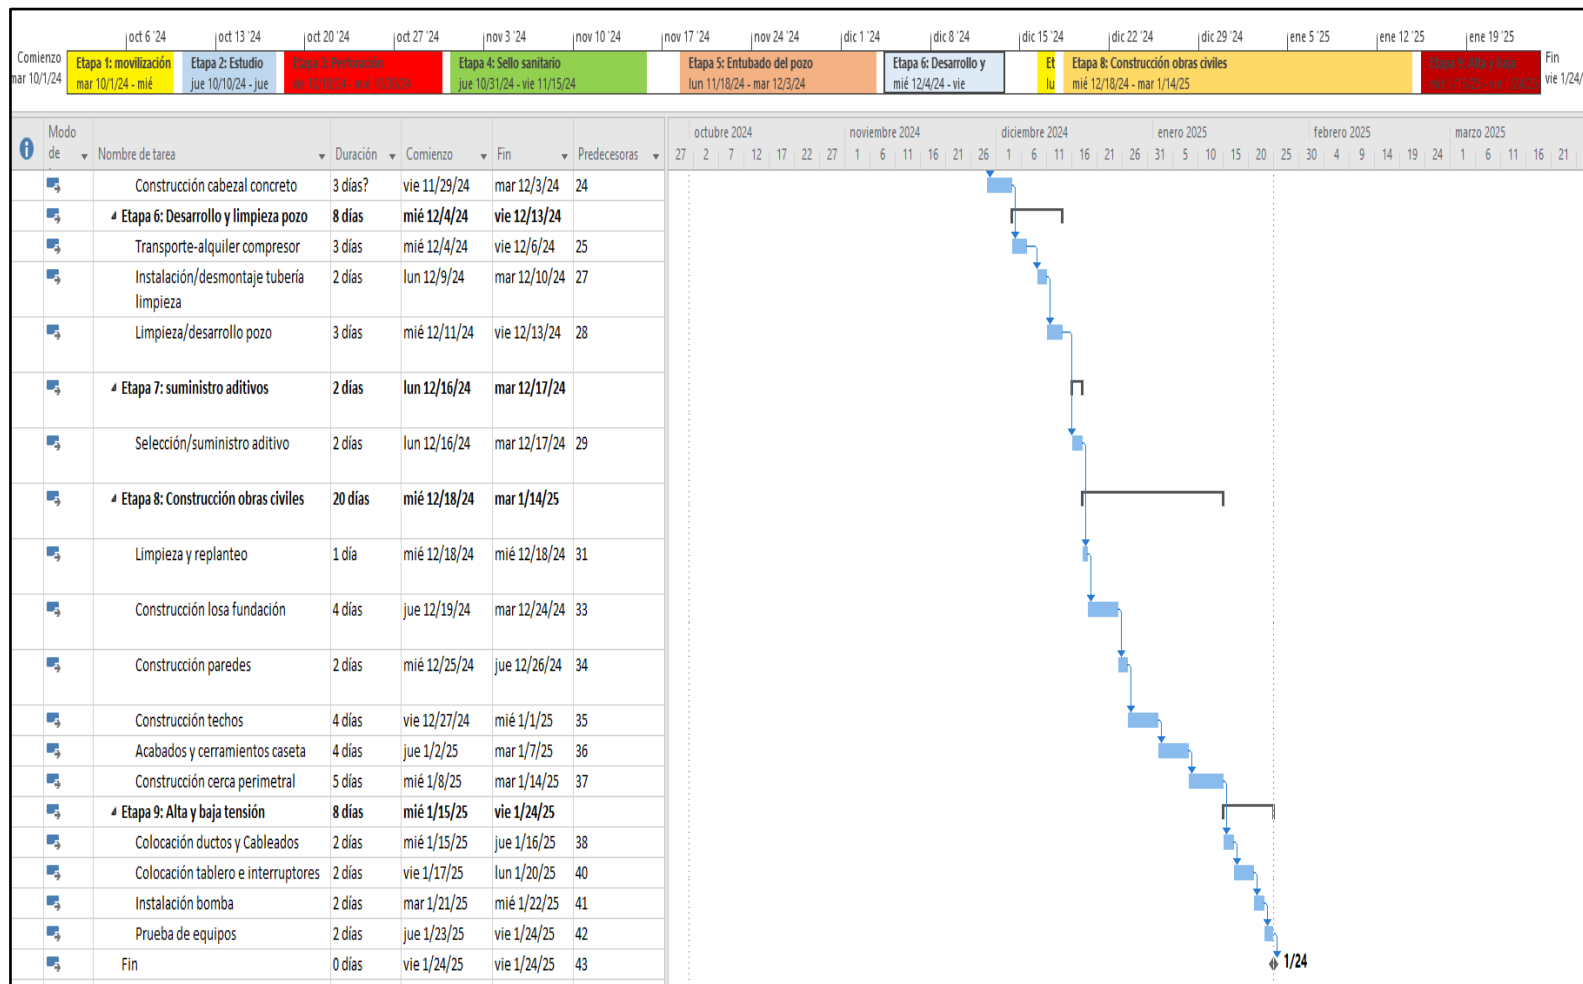 oct 6 '24 oct 13 '24 oct 20 '24 oct 27 '24 nov 3 '24 nov 10 '24 nov 17 '24 nov 24 '24 dic 1 '24 dic 8 '24 dic 15 '24 dic 22 '24 dic 29 '24 ene 5 '25 ene 12 '25 ene 19 '25
Comienzo
mar 10/1/24
Etapa 1: movilización
mar 10/1/24 - mié
Etapa 2: Estudio
jue 10/10/24 - jue
Etapa 3: Perforación
vie 10/18/24 - mié 10/30/24
Etapa 4: Sello sanitario
jue 10/31/24 - vie 11/15/24
Etapa 5: Entubado del pozo
lun 11/18/24 - mar 12/3/24
Etapa 6: Desarrollo y
mié 12/4/24 - vie
Et
lu
Etapa 8: Construcción obras civiles
mié 12/18/24 - mar 1/14/25
Etapa 9: Alta y baja
mié 1/15/25 - vie 1/24/25
Fin
vie 1/24/
Modo
de
Nombre de tarea Duración Comienzo Fin Predecesoras
octubre 2024 noviembre 2024 diciembre 2024 enero 2025 febrero 2025 marzo 2025
27 2 7 12 17 22 27 1 6 11 16 21 26 1 6 11 16 21 26 31 5 10 15 20 25 30 4 9 14 19 24 1 6 11 16 21
Construcción cabezal concreto 3 días? vie 11/29/24 mar 12/3/24 24
Etapa 6: Desarrollo y limpieza pozo 8 días mié 12/4/24 vie 12/13/24
Transporte-alquiler compresor 3 días mié 12/4/24 vie 12/6/24 25
Instalación/desmontaje tubería 2 días lun 12/9/24 mar 12/10/24 27
limpieza
Limpieza/desarrollo pozo 3 días mié 12/11/24 vie 12/13/24 28
Etapa 7: suministro aditivos 2 días lun 12/16/24 mar 12/17/24
Selección/suministro aditivo 2 días lun 12/16/24 mar 12/17/24 29
Etapa 8: Construcción obras civiles 20 días mié 12/18/24 mar 1/14/25
Limpieza y replanteo 1 día mié 12/18/24 mié 12/18/24 31
Construcción losa fundación 4 días jue 12/19/24 mar 12/24/24 33
Construcción paredes 2 días mié 12/25/24 jue 12/26/24 34
Construcción techos 4 días vie 12/27/24 mié 1/1/25 35
Acabados y cerramientos caseta 4 días jue 1/2/25 mar 1/7/25 36
Construcción cerca perimetral 5 días mié 1/8/25 mar 1/14/25 37
Etapa 9: Alta y baja tensión 8 días mié 1/15/25 vie 1/24/25
Colocación ductos y Cableados 2 días mié 1/15/25 jue 1/16/25 38
Colocación tablero e interruptores 2 días vie 1/17/25 lun 1/20/25 40
Instalación bomba 2 días mar 1/21/25 mié 1/22/25 41
Prueba de equipos 2 días jue 1/23/25 vie 1/24/25 42
Fin 0 días vie 1/24/25 vie 1/24/25 43
1/24